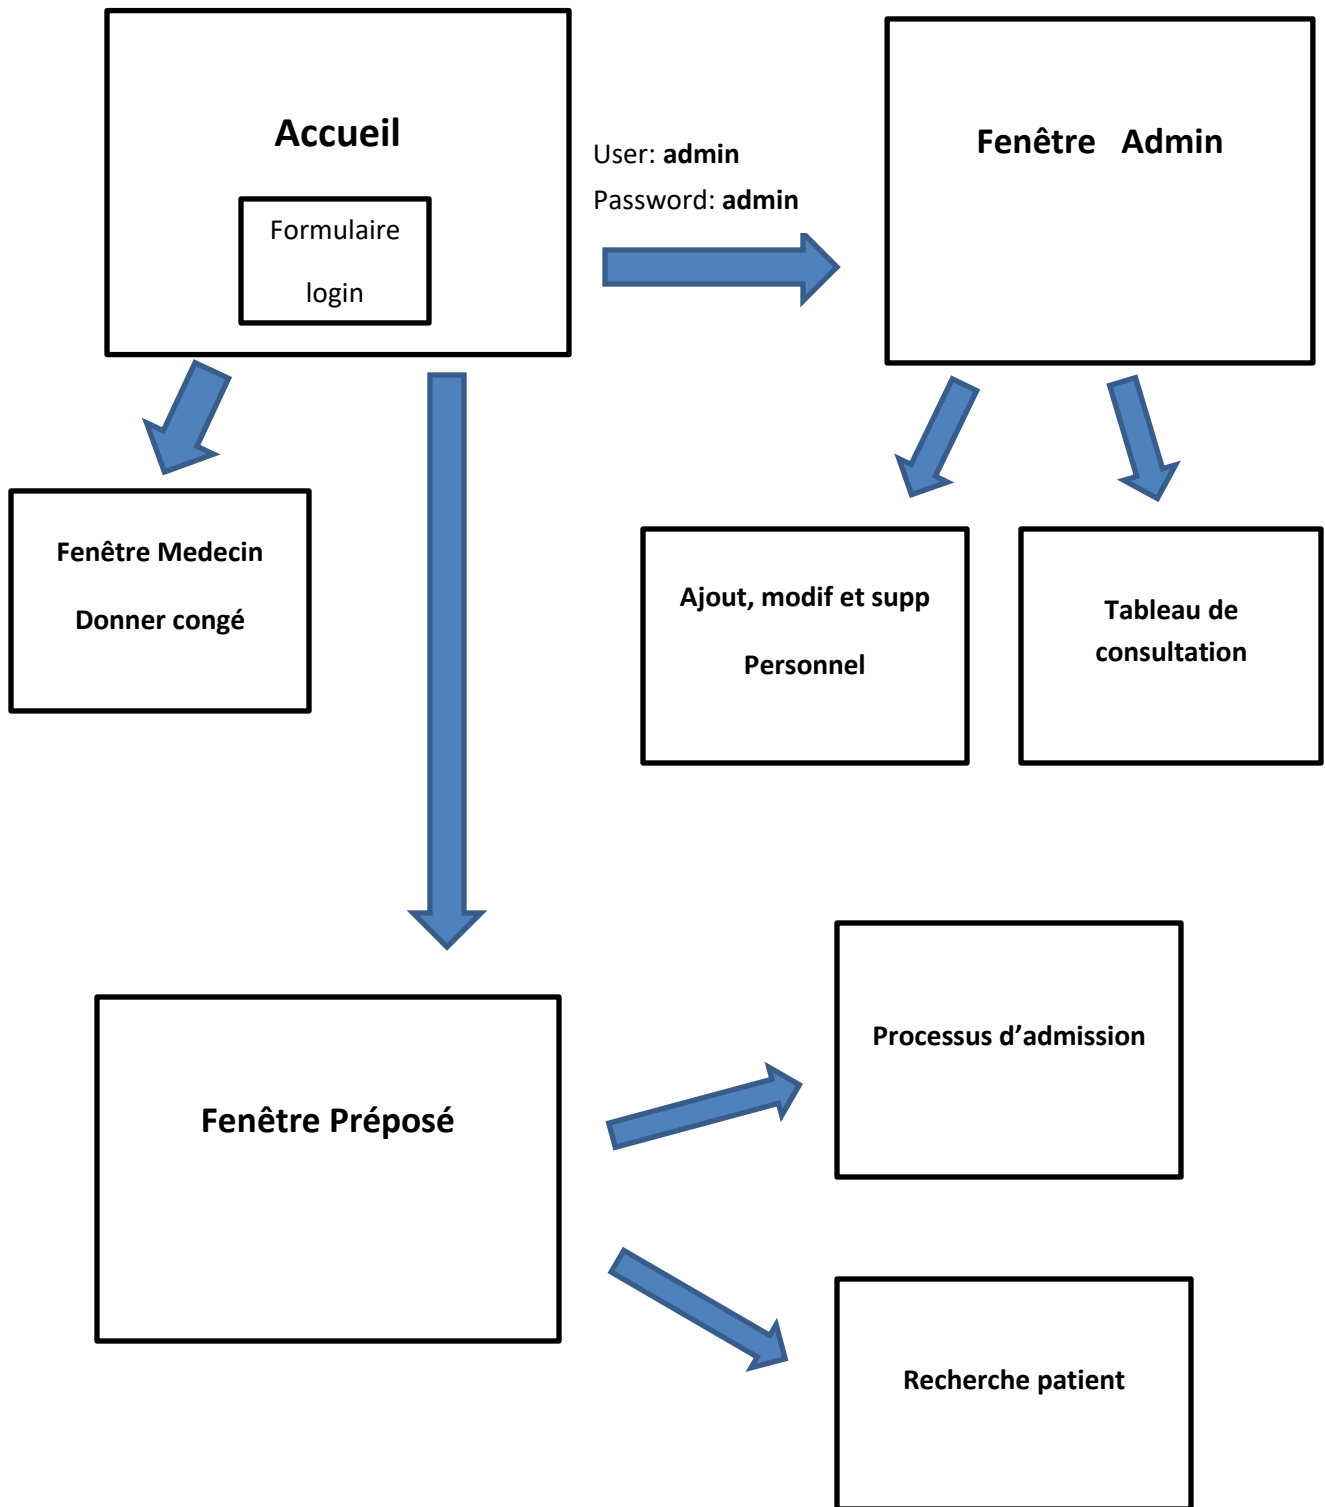 Accueil
Formulaire
login
User: admin
Password: admin
Fenêtre Admin
Fenêtre Medecin
Donner congé
Ajout, modif et supp
Personnel
Tableau de
consultation
Fenêtre Préposé
Processus d’admission
Recherche patient